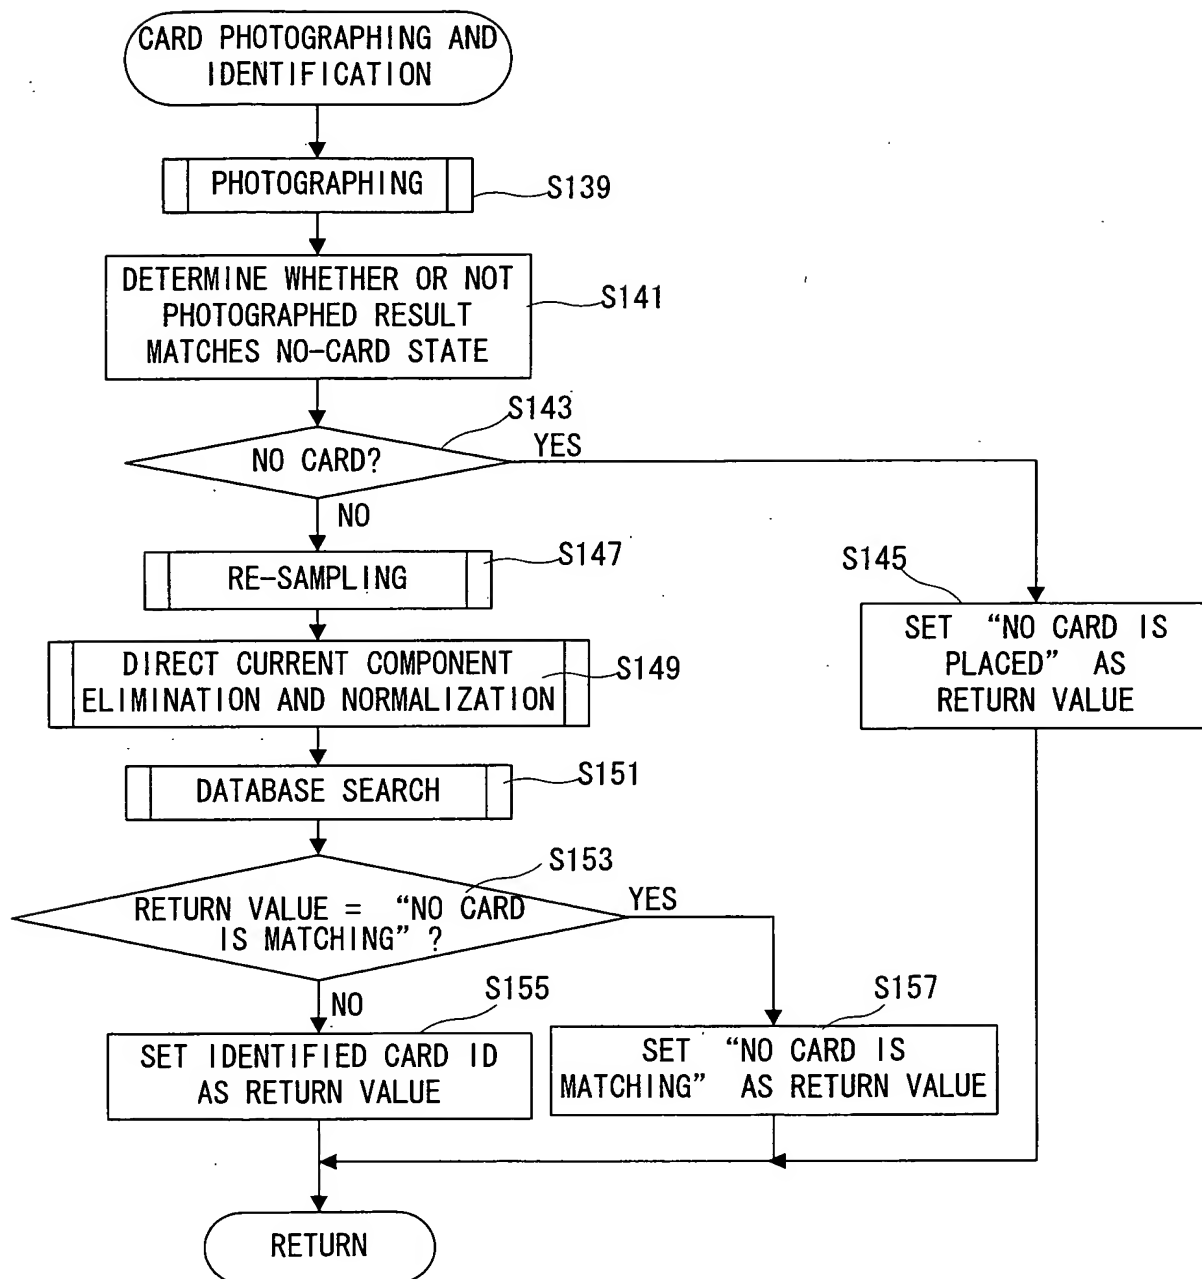 CARD PHOTOGRAPHING AND
IDENTIFICATION
PHOTOGRAPHING
S139
DETERMINE WHETHER OR NOT
PHOTOGRAPHED RESULT
MATCHES NO-CARD STATE
S141
S143
NO CARD?
YES
NO
RE-SAMPLING
S147
S145
SET “NO CARD IS
PLACED” AS
RETURN VALUE
DIRECT CURRENT COMPONENT
ELIMINATION AND NORMALIZATION
S149
DATABASE SEARCH
S151
S153
RETURN VALUE = “NO CARD
IS MATCHING” ?
YES
NO
S155
SET IDENTIFIED CARD ID
AS RETURN VALUE
S157
SET “NO CARD IS
MATCHING” AS RETURN VALUE
RETURN